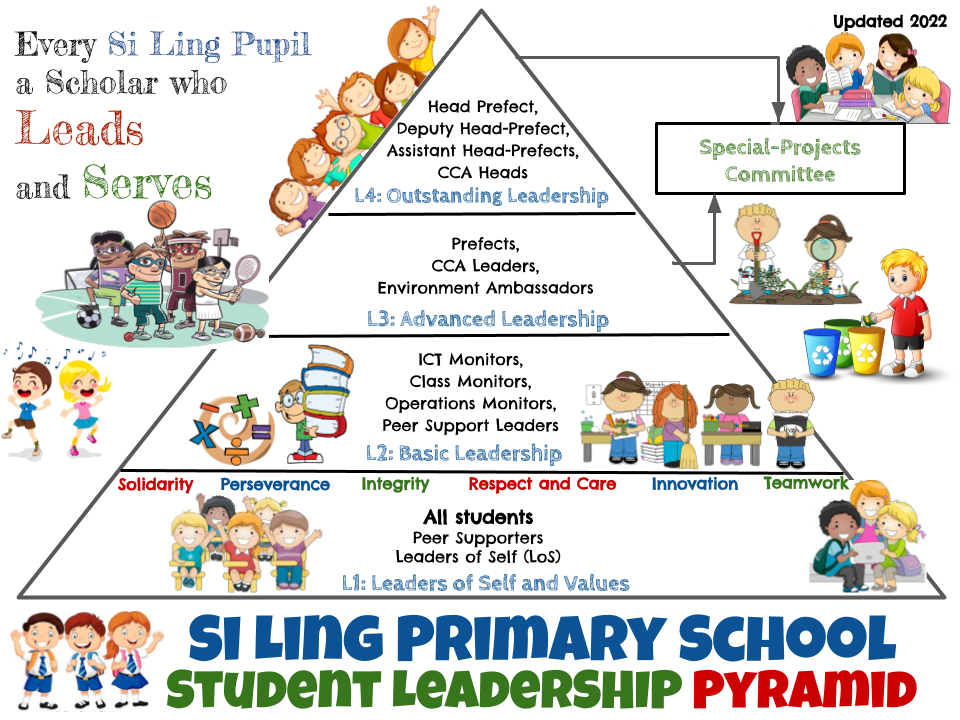 Updated 2022
Every Si Ling Pupil
a Scholar who
Leads
and Serves
Head Prefect,
Deputy Head-Prefect,
Assistant Head-Prefects,
CCA Heads
L4: Outstanding Leadership
Special-Projects
Committee
Prefects,
CCA Leaders,
Environment Ambassadors
L3: Advanced Leadership
ICT Monitors,
Class Monitors,
Operations Monitors,
Peer Support Leaders
L2: Basic Leadership
Solidarity Perseverance Integrity Respect and Care Innovation Teamwork
All students
Peer Supporters
Leaders of Self (LoS)
L1: Leaders of Self and Values
Si Ling Primary School
Student Leadership Pyramid